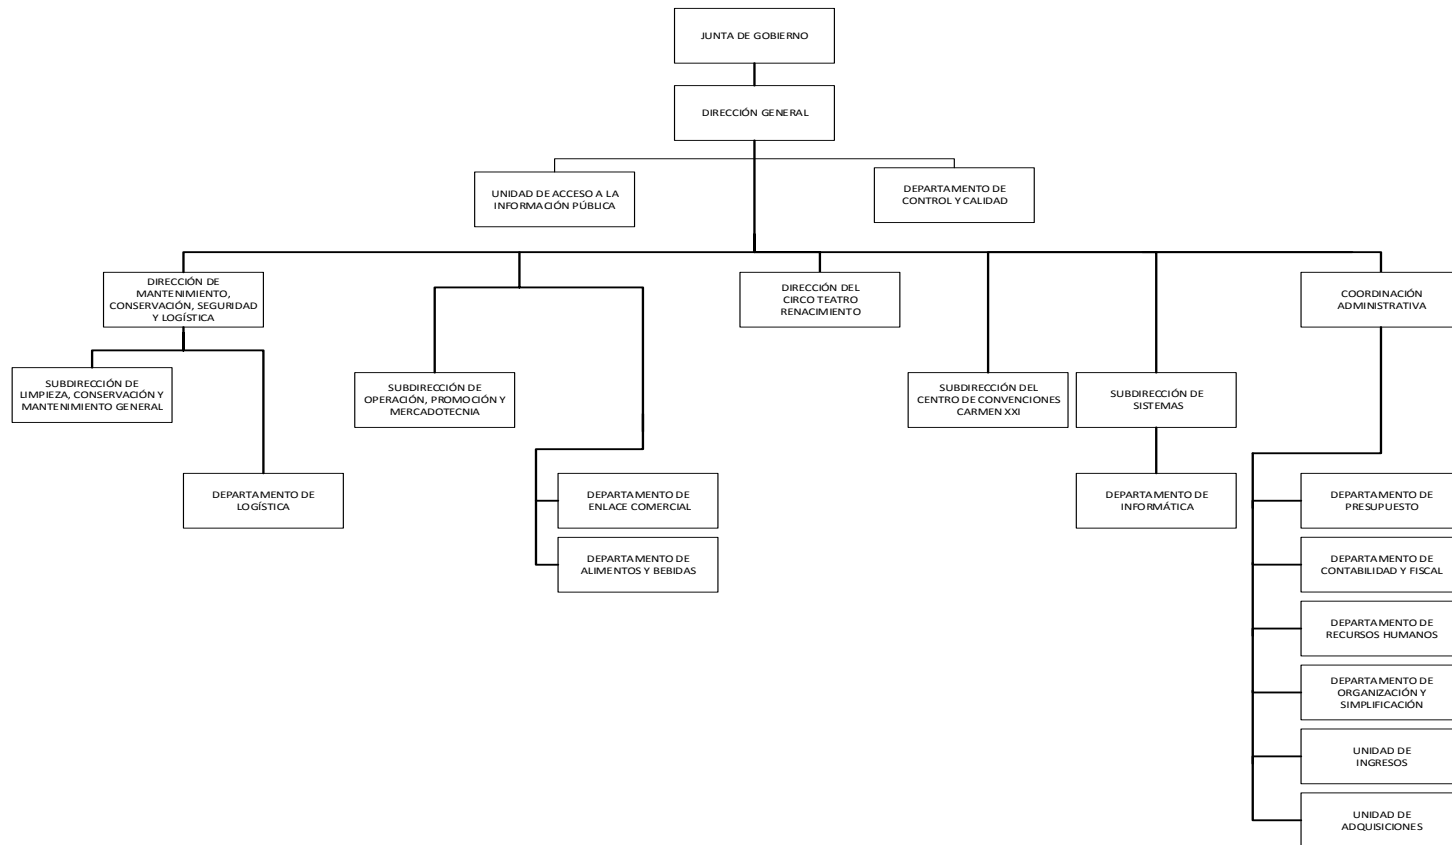 JUNTA DE GOBIERNO
DIRECCIÓN GENERAL
UNIDAD DE ACCESO A LA
INFORMACIÓN PÚBLICA
DEPARTAMENTO DE
CONTROL Y CALIDAD
DIRECCIÓN DE
MANTENIMIENTO,
CONSERVACIÓN, SEGURIDAD
Y LOGÍSTICA
DIRECCIÓN DEL
CIRCO TEATRO
RENACIMIENTO
COORDINACIÓN
ADMINISTRATIVA
SUBDIRECCIÓN DE
LIMPIEZA, CONSERVACIÓN Y
MANTENIMIENTO GENERAL
SUBDIRECCIÓN DE
OPERACIÓN, PROMOCIÓN Y
MERCADOTECNIA
SUBDIRECCIÓN DEL
CENTRO DE CONVENCIONES
CARMEN XXI
SUBDIRECCIÓN DE
SISTEMAS
DEPARTAMENTO DE
LOGÍSTICA
DEPARTAMENTO DE
ENLACE COMERCIAL
DEPARTAMENTO DE
ALIMENTOS Y BEBIDAS
DEPARTAMENTO DE
INFORMÁTICA
DEPARTAMENTO DE
PRESUPUESTO
DEPARTAMENTO DE
CONTABILIDAD Y FISCAL
DEPARTAMENTO DE
RECURSOS HUMANOS
DEPARTAMENTO DE
ORGANIZACIÓN Y
SIMPLIFICACIÓN
UNIDAD DE
INGRESOS
UNIDAD DE
ADQUISICIONES